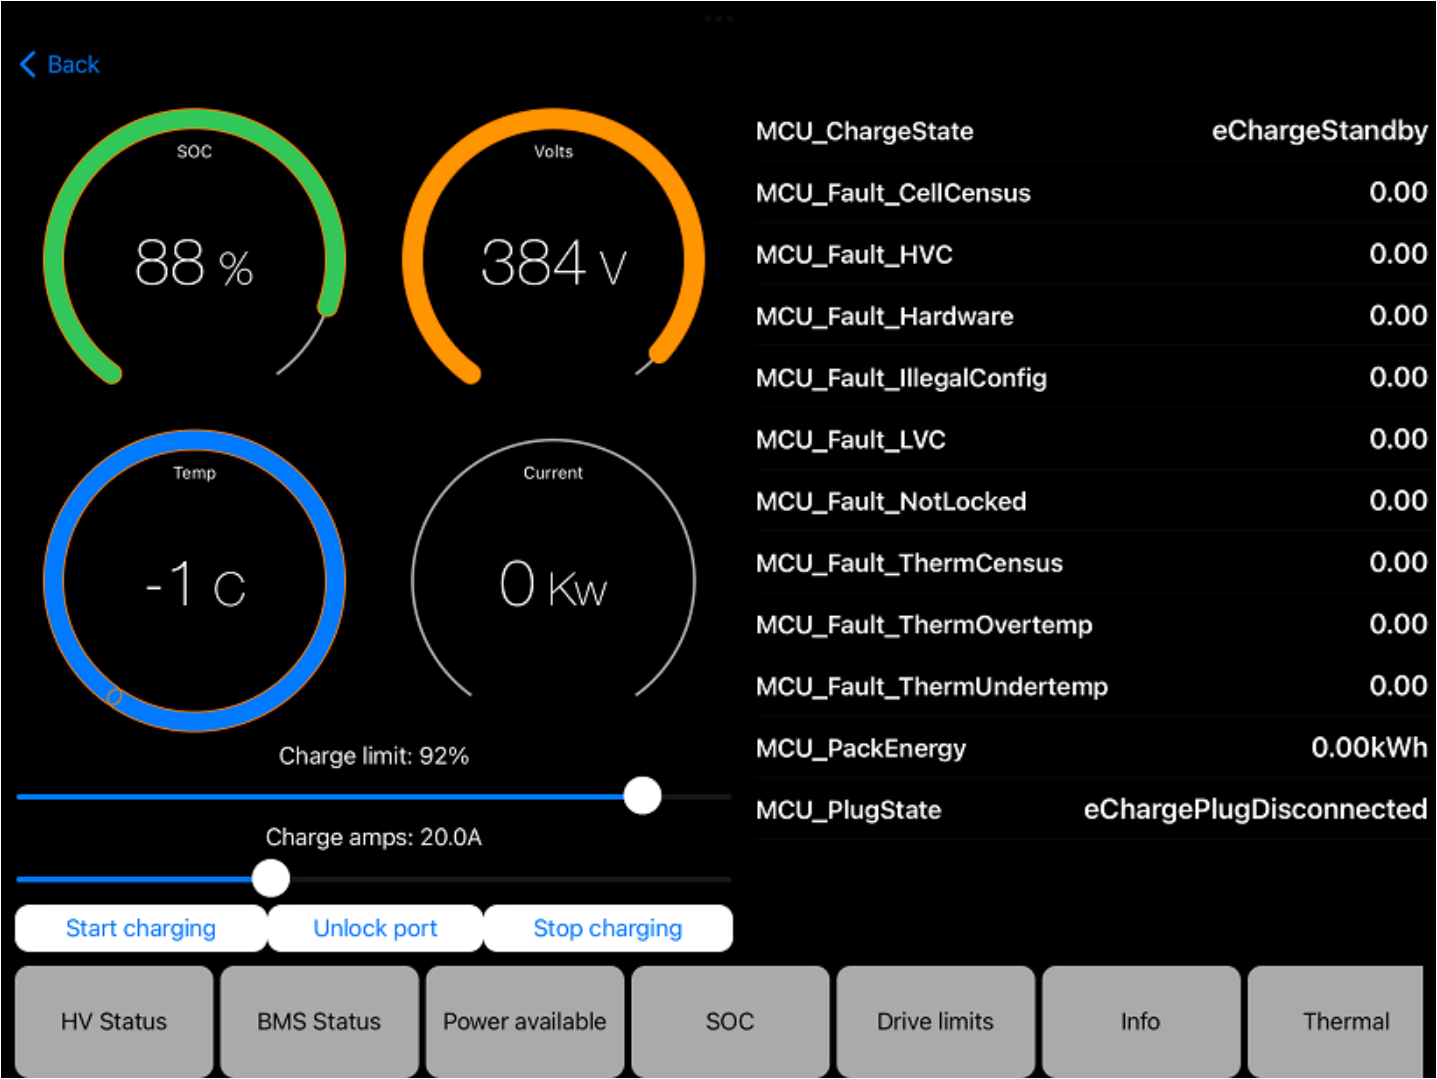 Back
SOC
88 %
Volts
384 V
Temp
-1 C
Current
0 Kw
Charge limit: 92%
Charge amps: 20.0A
Start charging
Unlock port
Stop charging
MCU_ChargeState eChargeStandby
MCU_Fault_CellCensus 0.00
MCU_Fault_HVC 0.00
MCU_Fault_Hardware 0.00
MCU_Fault_IllegalConfig 0.00
MCU_Fault_LVC 0.00
MCU_Fault_NotLocked 0.00
MCU_Fault_ThermCensus 0.00
MCU_Fault_ThermOvertemp 0.00
MCU_Fault_ThermUndertemp 0.00
MCU_PackEnergy 0.00kWh
MCU_PlugState eChargePlugDisconnected
HV Status
BMS Status
Power available
SOC
Drive limits
Info
Thermal